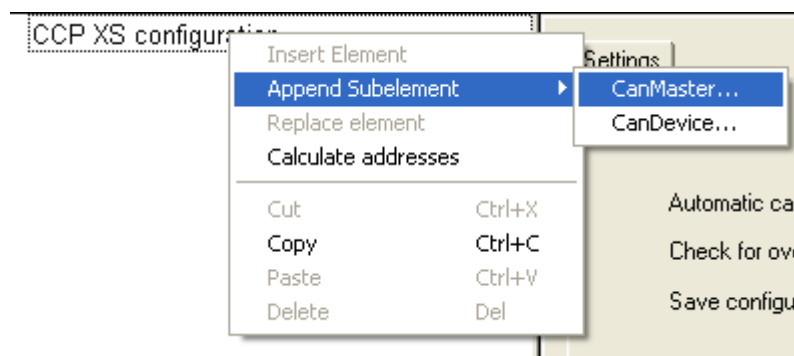 CCP XS configuration
Insert Element
Settings
Append Subelement
CanMaster...
Replace element
CanDevice...
Calculate addresses
Cut Ctrl+X
Automatic ca
Copy Ctrl+C
Check for ov
Paste Ctrl+V
Save configu
Delete Del